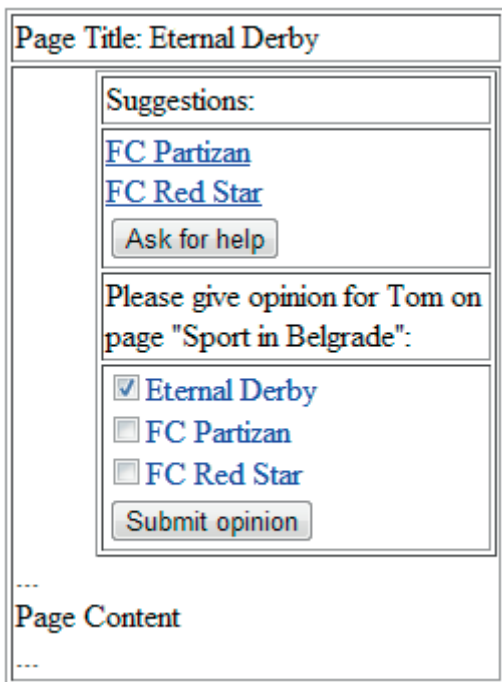 Page Title: Eternal Derby
Suggestions:
FC Partizan
FC Red Star
Ask for help
Please give opinion for Tom on
page "Sport in Belgrade":
Eternal Derby
FC Partizan
FC Red Star
Submit opinion
---
Page Content
---